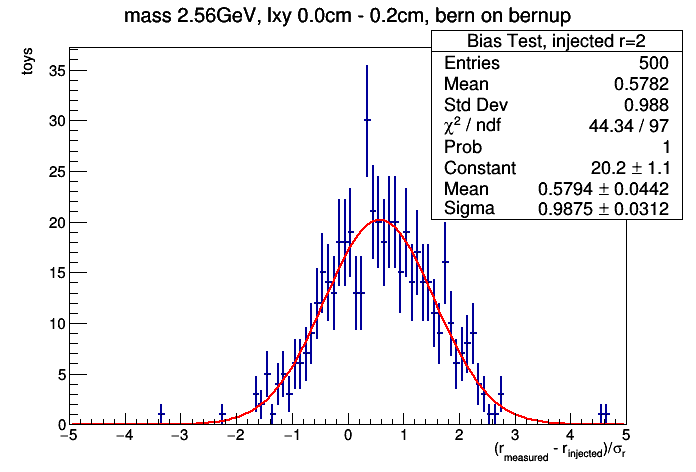 mass 2.56GeV, lxy 0.0cm - 0.2cm, bern on bernup
Bias Test, injected r=2
Entries 500
Mean 0.5782
Std Dev 0.988
χ² / ndf 44.34 / 97
Prob 1
Constant 20.2 ± 1.1
Mean 0.5794 ± 0.0442
Sigma 0.9875 ± 0.0312
toys
35
30
25
20
15
10
5
0
−5 −4 −3 −2 −1 0 1 2 3 4 5
(r_measured - r_injected)/σ_r